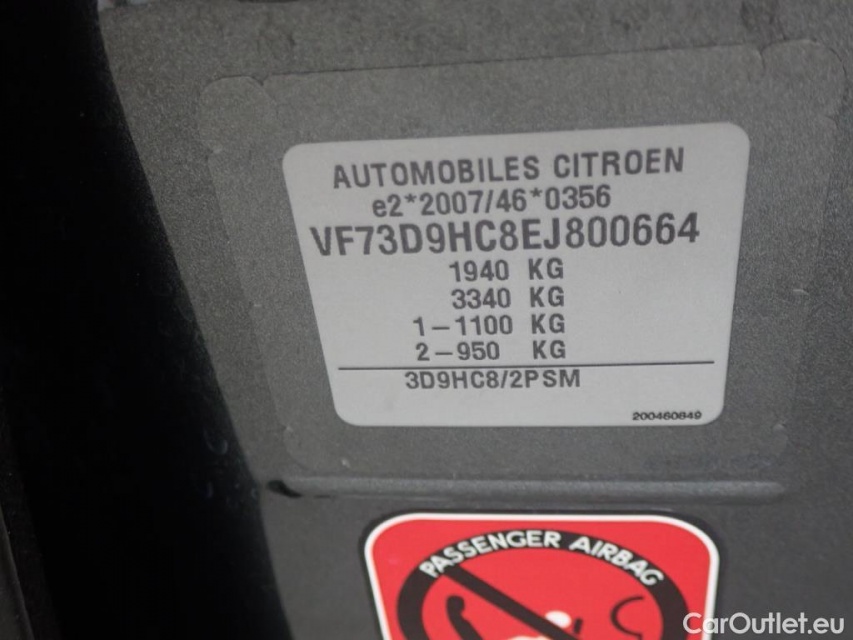 AUTOMOBILES CITROEN
e2*2007/46*0356
VF73D9HC8EJ800664
1940 KG
3340 KG
1-1100 KG
2-950 KG
3D9HC8/2PSM
200460849
PASSENGER AIRBAG
CarOutlet.eu